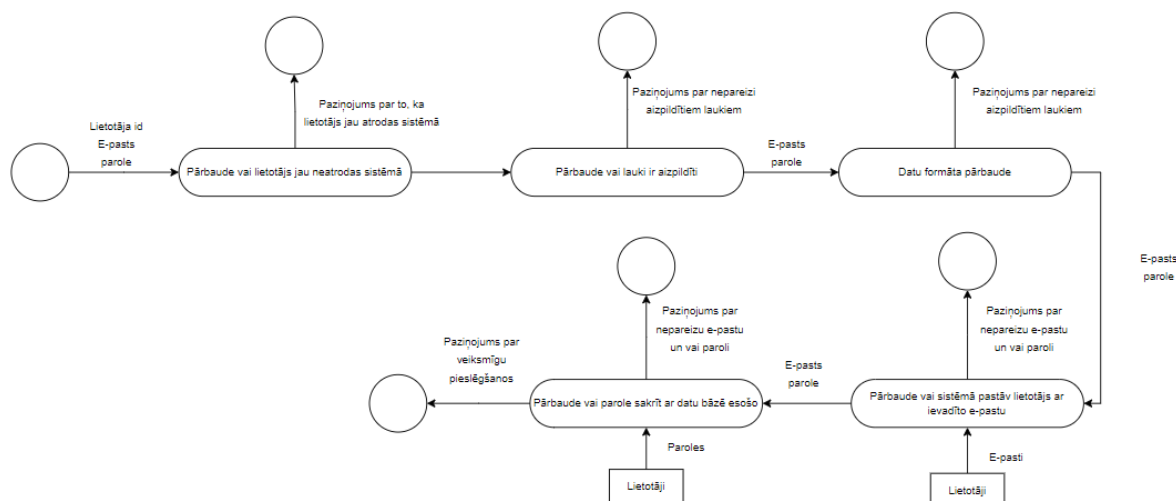 Lietotāja id
E-pasts
parole
Paziņojums par to, ka
lietotājs jau atrodas sistēmā
Pārbaude vai lietotājs jau neatrodas sistēmā
Paziņojums par nepareizi
aizpildītiem laukiem
Pārbaude vai lauki ir aizpildīti
E-pasts
parole
Paziņojums par nepareizi
aizpildītiem laukiem
Datu formāta pārbaude
E-pasts
parole
Paziņojums par
nepareizu e-pastu
un vai paroli
Pārbaude vai sistēmā pastāv lietotājs ar
ievadīto e-pastu
E-pasti
Lietotāji
E-pasts
parole
Paziņojums par
nepareizu e-pastu
un vai paroli
Pārbaude vai parole sakrīt ar datu bāzē esošo
Paroles
Lietotāji
Paziņojums par
veiksmīgu
pieslēgšanos